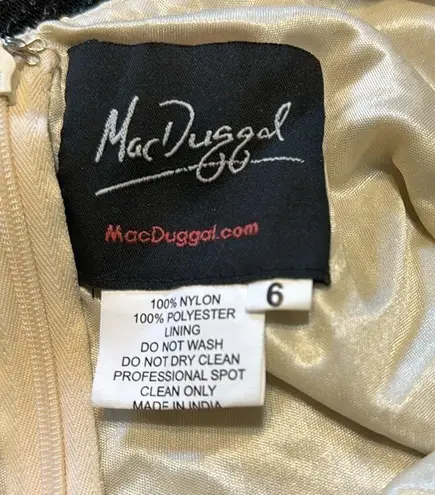 MacDuggal
MacDuggal.com
6
100% NYLON
100% POLYESTER
LINING
DO NOT WASH
DO NOT DRY CLEAN
PROFESSIONAL SPOT
CLEAN ONLY
MADE IN INDIA